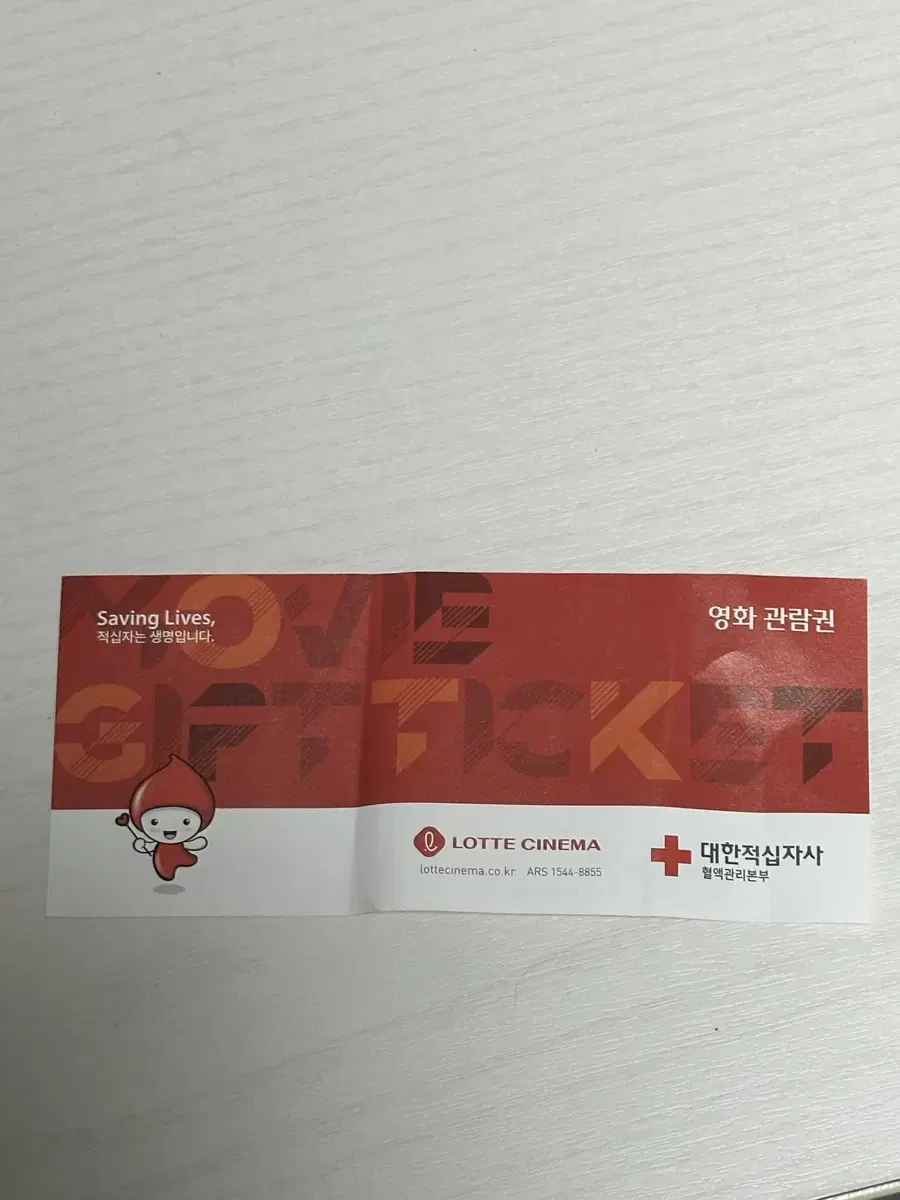 MOVIE
GIFT TICKET
Saving Lives,
적십자는 생명입니다.
영화 관람권
LOTTE CINEMA
lottecinema.co.kr ARS 1544-8855
대한적십자사
혈액관리본부